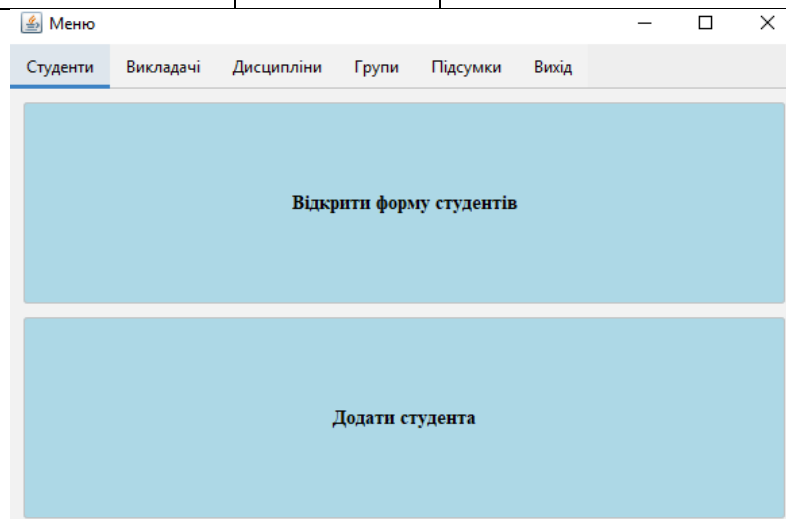 Меню
Студенти Викладачі Дисципліни Групи Підсумки Вихід
Відкрити форму студентів
Додати студента